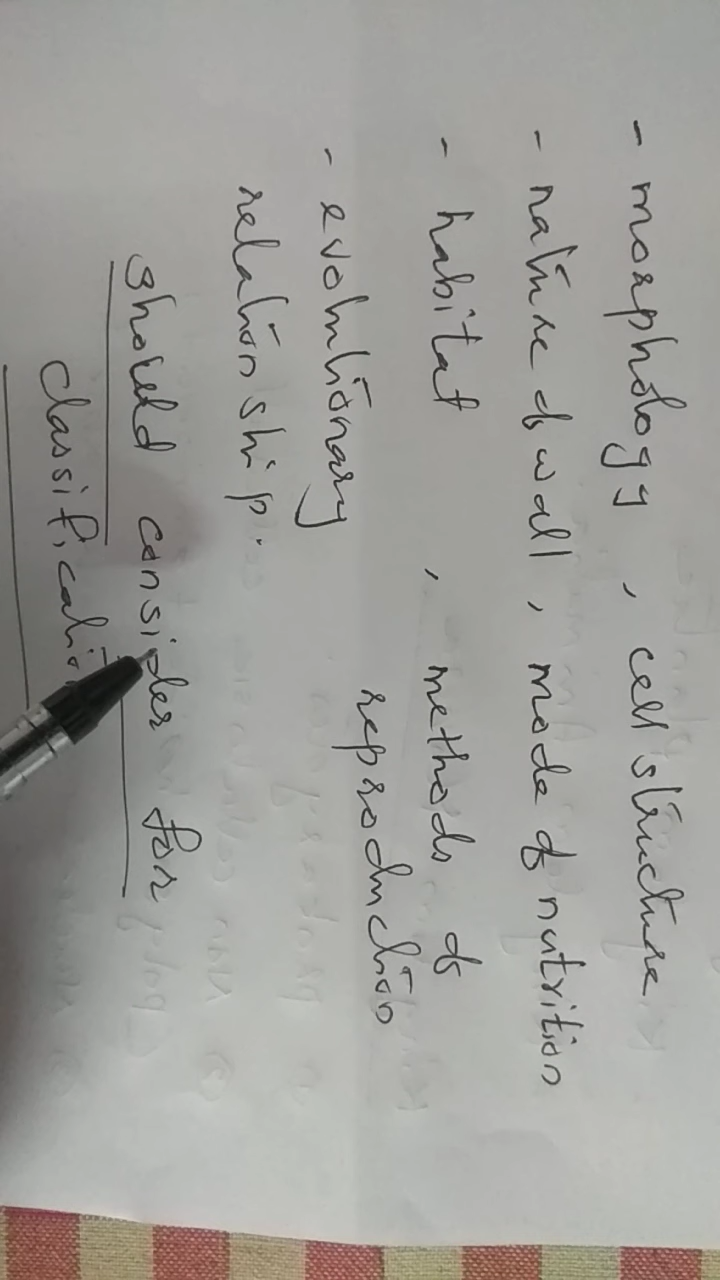 - morphology, cell structure
- nature of wall, mode of nutrition
- habitat, methods of
reproduction
- evolutionary
relationship.
should consider for
classification